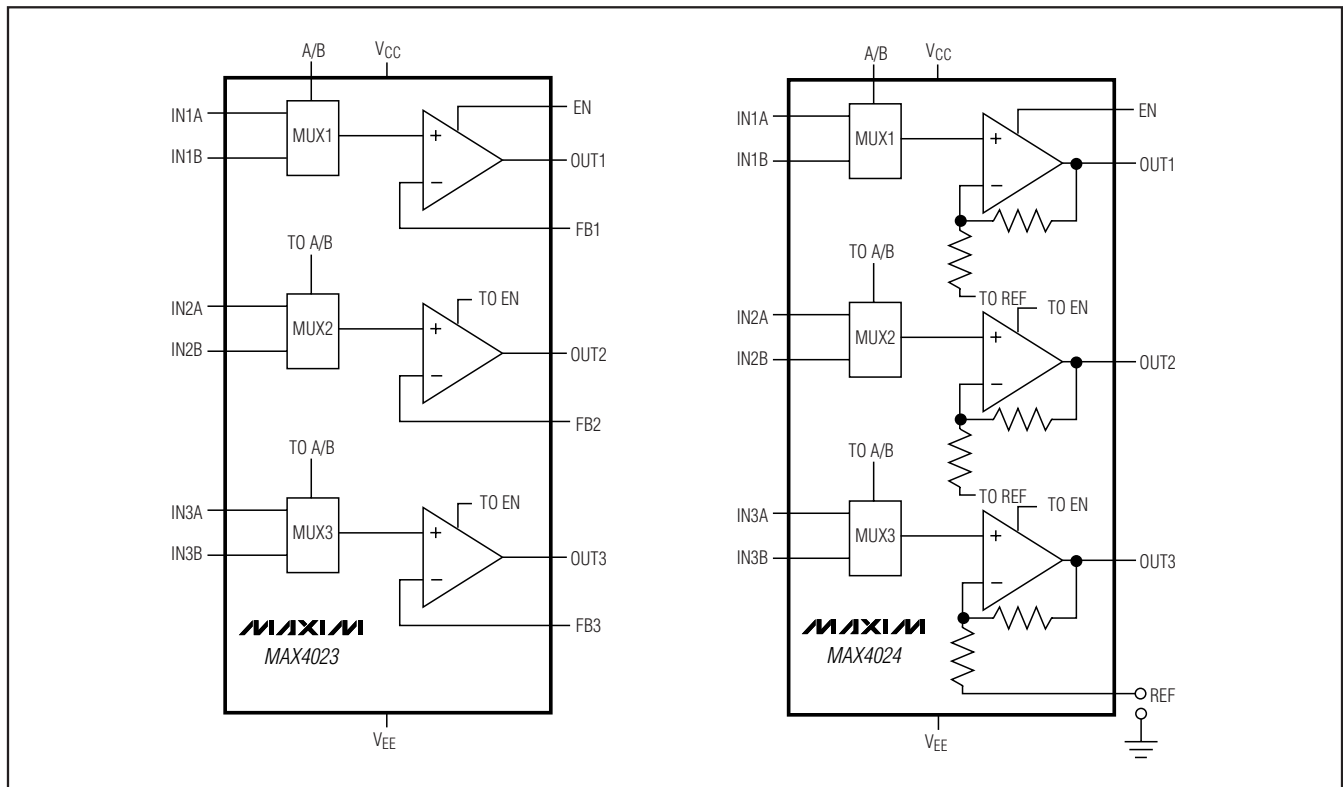 A/B
VCC
IN1A
MUX1
EN
IN1B
OUT1
FB1
TO A/B
IN2A
TO EN
MUX2
IN2B
OUT2
FB2
TO A/B
IN3A
TO EN
MUX3
IN3B
OUT3
FB3
MAXIM
MAX4023
VEE
A/B
VCC
IN1A
MUX1
EN
IN1B
OUT1
TO A/B
TO REF
IN2A
TO EN
MUX2
IN2B
OUT2
TO A/B
TO REF
IN3A
TO EN
MUX3
IN3B
OUT3
MAXIM
MAX4024
REF
VEE
+
−
+
−
+
−
+
−
+
−
+
−